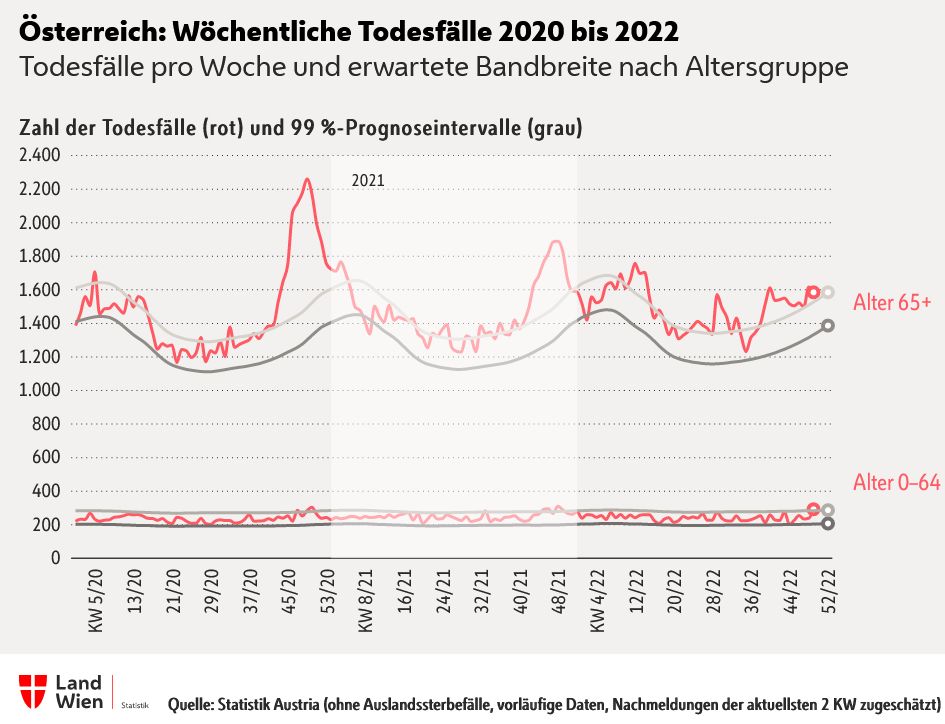 Österreich: Wöchentliche Todesfälle 2020 bis 2022
Todesfälle pro Woche und erwartete Bandbreite nach Altersgruppe
Zahl der Todesfälle (rot) und 99 %-Prognoseintervalle (grau)
2.400
2021
2.200
2.000
1.800
1.600
Alter 65+
1.400
1.200
1.000
800
600
Alter 0–64
400
200
0
KW 5/20 13/20 21/20 29/20 37/20 45/20 53/20 KW 8/21 16/21 24/21 32/21 40/21 48/21 KW 4/22 12/22 20/22 28/22 36/22 44/22 52/22
Land
Wien
Statistik
Quelle: Statistik Austria (ohne Auslandssterbefälle, vorläufige Daten, Nachmeldungen der aktuellsten 2 KW zugeschätzt)